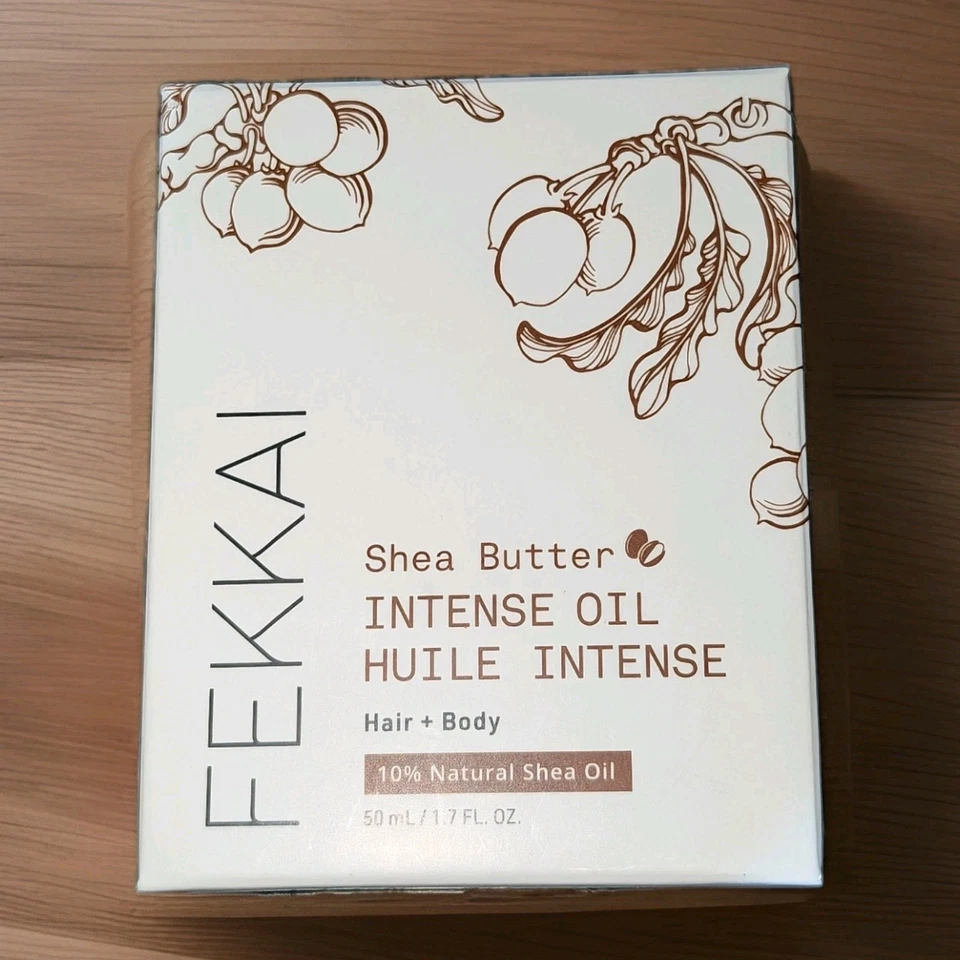 FEKKAI
Shea Butter
INTENSE OIL
HUILE INTENSE
Hair + Body
10% Natural Shea Oil
50 mL / 1.7 FL. OZ.